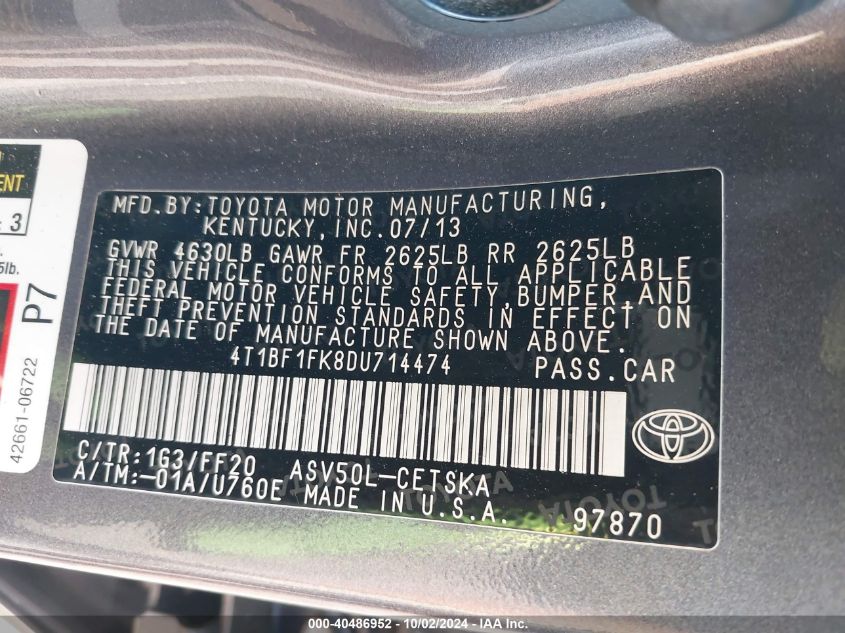 ENT
: 3
5lb.
P7
42661-06722
MFD.BY:TOYOTA MOTOR MANUFACTURING,
KENTUCKY,INC.07/13
GVWR 4630LB GAWR FR 2625LB RR 2625LB
THIS VEHICLE CONFORMS TO ALL APPLICABLE
FEDERAL MOTOR VEHICLE SAFETY,BUMPER,AND
THEFT PREVENTION STANDARDS IN EFFECT ON
THE DATE OF MANUFACTURE SHOWN ABOVE.
4T1BF1FK8DU714474 PASS.CAR
C/TR:1G3/FF20 ASV50L-CETSKA
A/TM:-01A/U760E MADE IN U.S.A. 97870
000-40486952 - 10/02/2024 - IAA Inc.